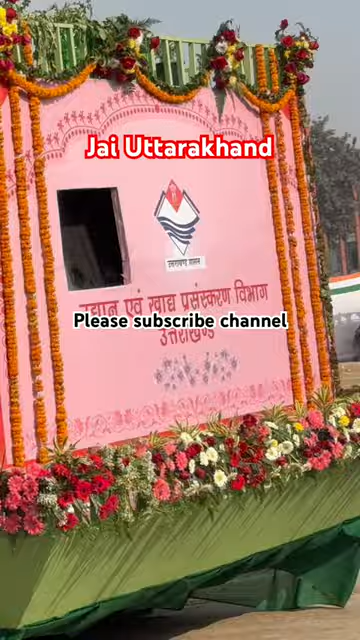 Jai Uttarakhand
उत्तराखण्ड शासन
उद्यान एवं खाद्य प्रसंस्करण विभाग
Please subscribe channel
उत्तराखण्ड